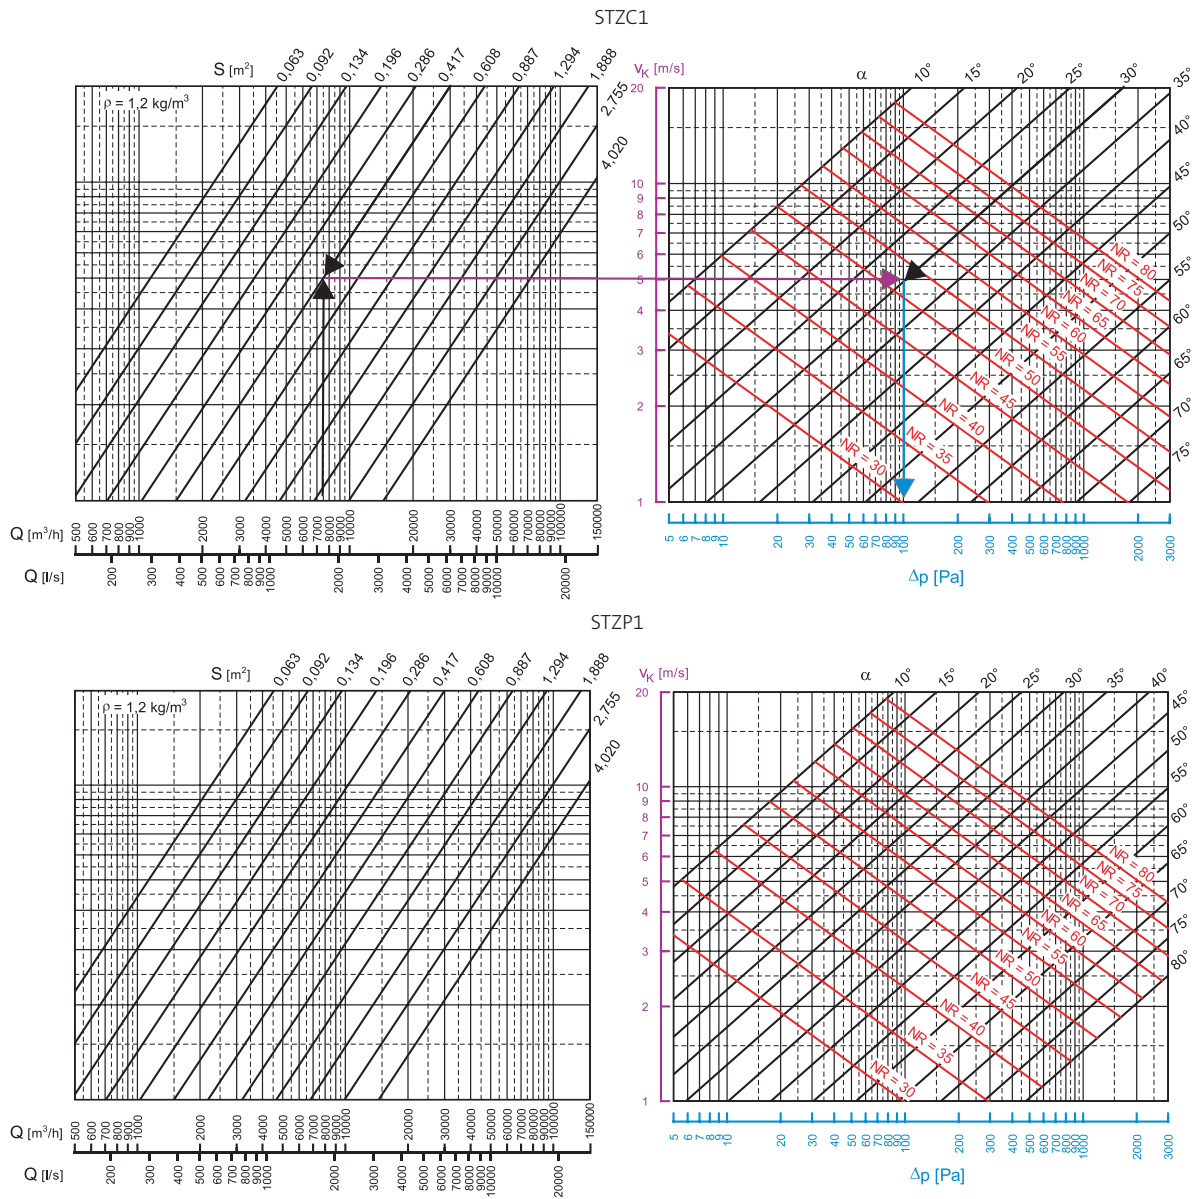 STZC1
S [m²] 0,063 0,092 0,134 0,196 0,286 0,417 0,608 0,887 1,294 1,888
2,755
4,020
ρ = 1,2 kg/m³
Q [m³/h] 500 600 700 800 900 1000 2000 3000 4000 5000 6000 7000 8000 9000 10000 20000 30000 40000 50000 60000 70000 80000 90000 100000 150000
Q [l/s] 200 300 400 500 600 700 800 900 1000 2000 3000 4000 5000 6000 7000 8000 9000 10000 20000
vK [m/s] α 10° 15° 20° 25° 30° 35°
40°
45°
50°
55°
60°
65°
70°
75°
20
10
9
8
7
6
5
4
3
2
1
NR = 80
NR = 75
NR = 70
NR = 65
NR = 60
NR = 55
NR = 50
NR = 45
NR = 40
NR = 35
NR = 30
5 6 7 8 9 10 20 30 40 50 60 70 80 90 100 200 300 400 500 600 700 800 1000 2000 3000
Δp [Pa]
STZP1
S [m²] 0,063 0,092 0,134 0,196 0,286 0,417 0,608 0,887 1,294 1,888
2,755
4,020
ρ = 1,2 kg/m³
Q [m³/h] 500 600 700 800 900 1000 2000 3000 4000 5000 6000 7000 8000 9000 10000 20000 30000 40000 50000 60000 70000 80000 90000 100000 150000
Q [l/s] 200 300 400 500 600 700 800 900 1000 2000 3000 4000 5000 6000 7000 8000 9000 10000 20000
vK [m/s] α 10° 15° 20° 25° 30° 35° 40°
45°
50°
55°
60°
65°
70°
75°
80°
20
10
9
8
7
6
5
4
3
2
1
NR = 80
NR = 75
NR = 70
NR = 65
NR = 60
NR = 55
NR = 50
NR = 45
NR = 40
NR = 35
NR = 30
5 6 7 8 9 10 20 30 40 50 60 70 80 90 100 200 300 400 500 600 700 800 1000 2000 3000
Δp [Pa]